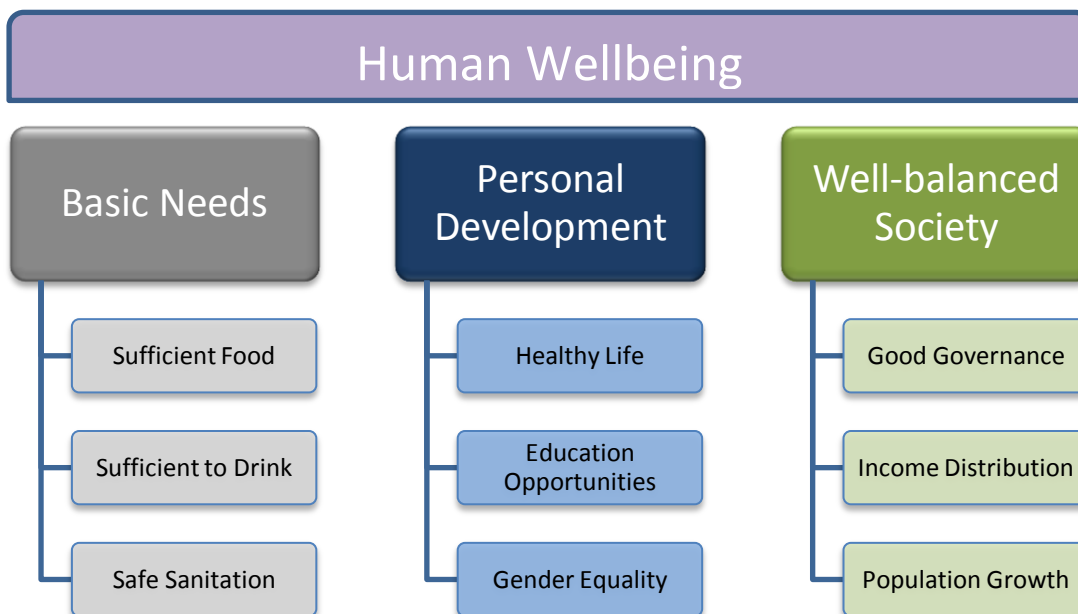 Human Wellbeing
Basic Needs
Sufficient Food
Sufficient to Drink
Safe Sanitation
Personal
Development
Healthy Life
Education
Opportunities
Gender Equality
Well-balanced
Society
Good Governance
Income Distribution
Population Growth